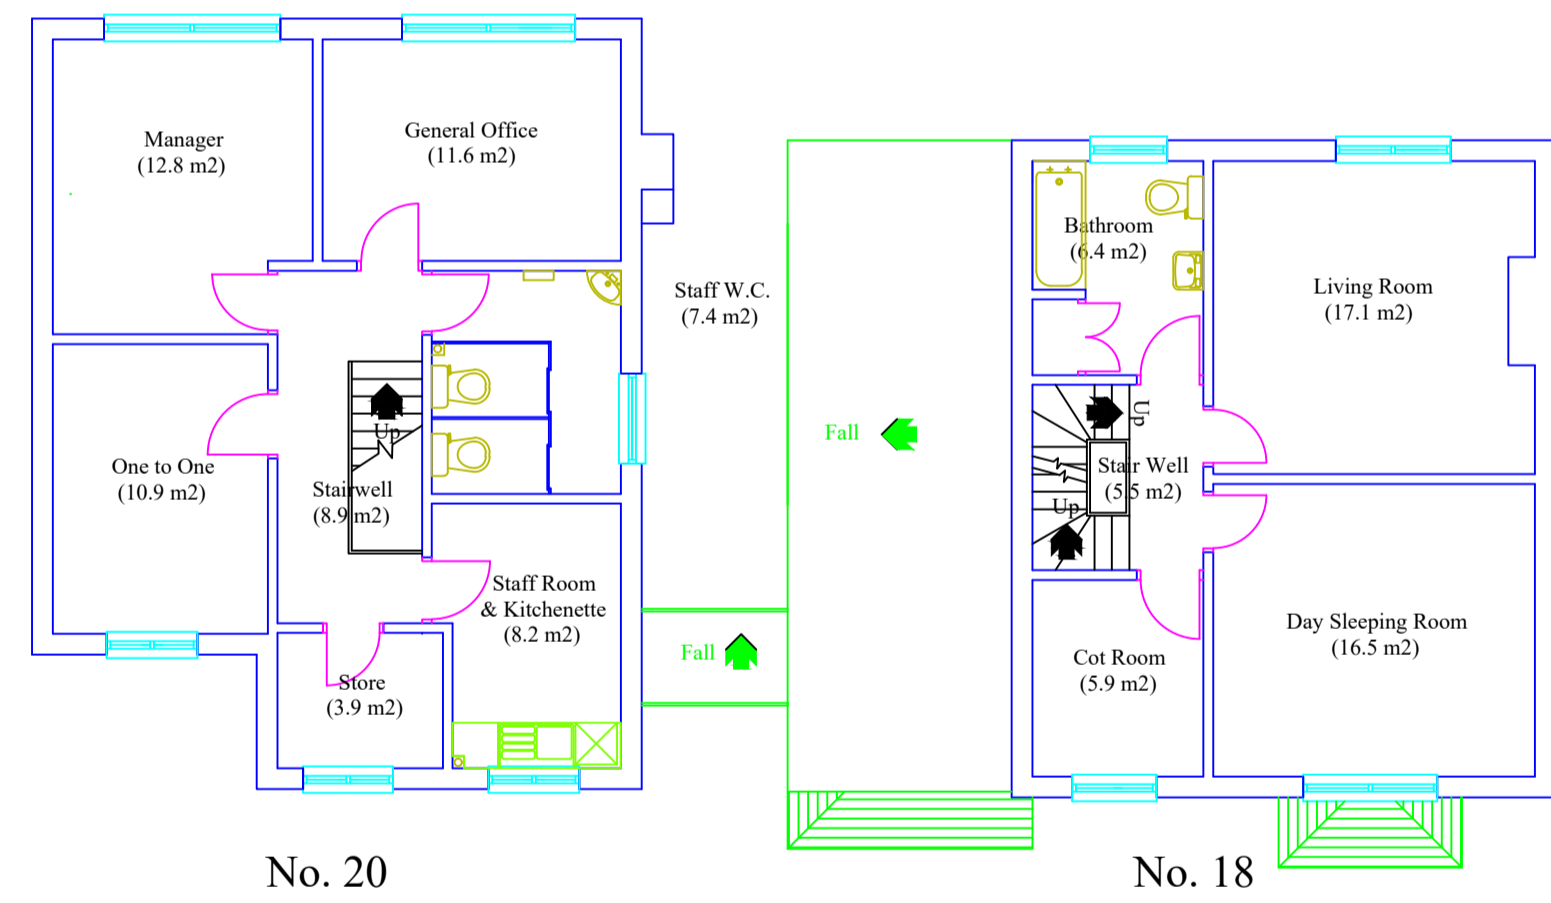 Manager
(12.8 m2)
General Office
(11.6 m2)
Staff W.C.
(7.4 m2)
One to One
(10.9 m2)
Up
Stairwell
(8.9 m2)
Staff Room
& Kitchenette
(8.2 m2)
Store
(3.9 m2)
Fall
Fall
Bathroom
(6.4 m2)
Living Room
(17.1 m2)
Up
Stair Well
(5.5 m2)
Up
Cot Room
(5.9 m2)
Day Sleeping Room
(16.5 m2)
No. 20
No. 18